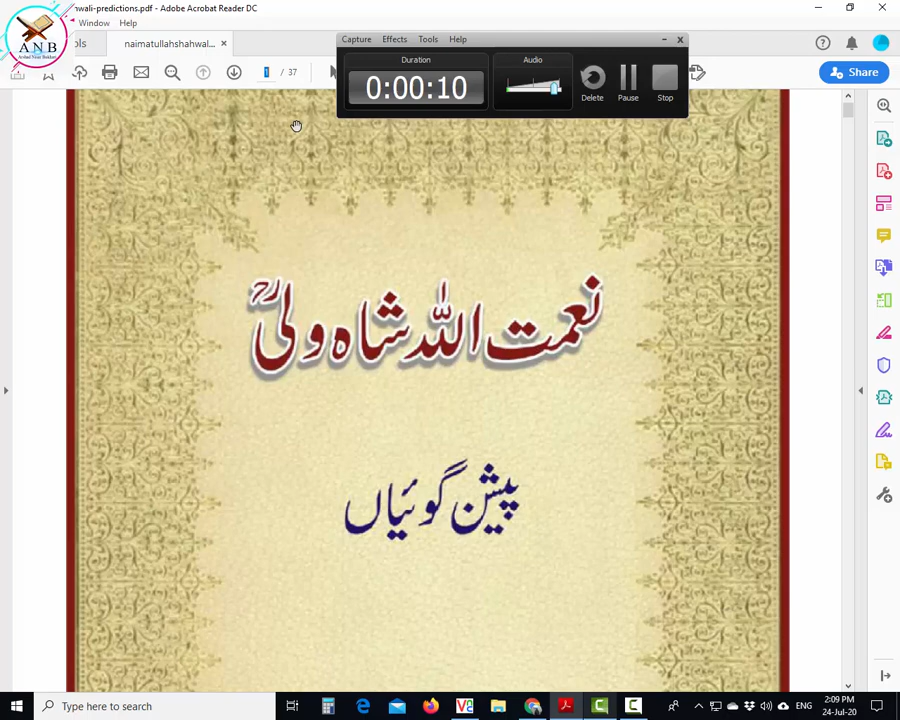 wali-predictions.pdf - Adobe Acrobat Reader DC
Window Help
naimatullahshahwal... ×
Capture Effects Tools Help
Duration
Audio
0:00:10
Delete
Pause
Stop
/ 37
Share
ANB
نعمت اللہ شاہ ولیؒ
پیشن گوئیاں
Type here to search
ENG
2:09 PM
24-Jul-20